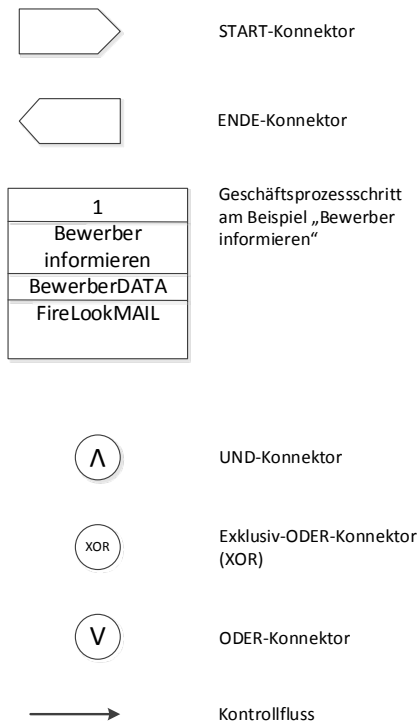 START-Konnektor
ENDE-Konnektor
1
Bewerber
informieren
BewerberDATA
FireLookMAIL
Geschäftsprozessschritt
am Beispiel „Bewerber
informieren“
Λ
UND-Konnektor
XOR
Exklusiv-ODER-Konnektor
(XOR)
V
ODER-Konnektor
Kontrollfluss